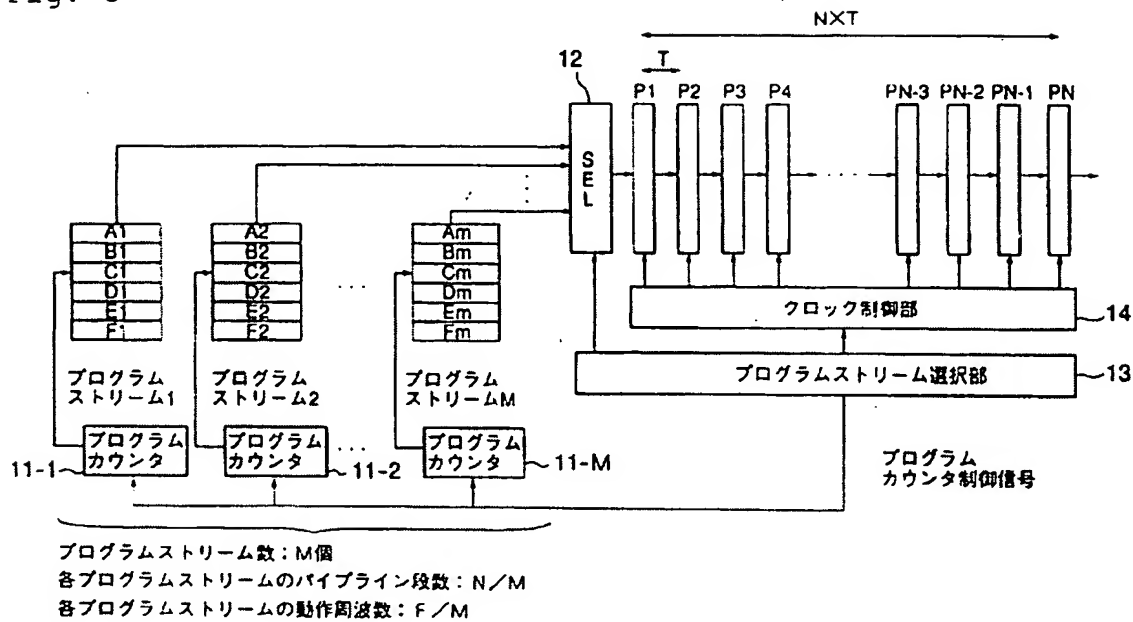 N×T
12
T
P1 P2 P3 P4 PN-3 PN-2 PN-1 PN
SEL
A1
B1
C1
D1
E1
F1
A2
B2
C2
D2
E2
F2
Am
Bm
Cm
Dm
Em
Fm
クロック制御部
14
プログラムストリーム選択部
13
プログラム
ストリーム1
プログラム
ストリーム2
プログラム
ストリームM
プログラム
カウンタ
11-1
プログラム
カウンタ
11-2
プログラム
カウンタ
11-M
プログラム
カウンタ制御信号
プログラムストリーム数：M個
各プログラムストリームのパイプライン段数：N／M
各プログラムストリームの動作周波数：F／M